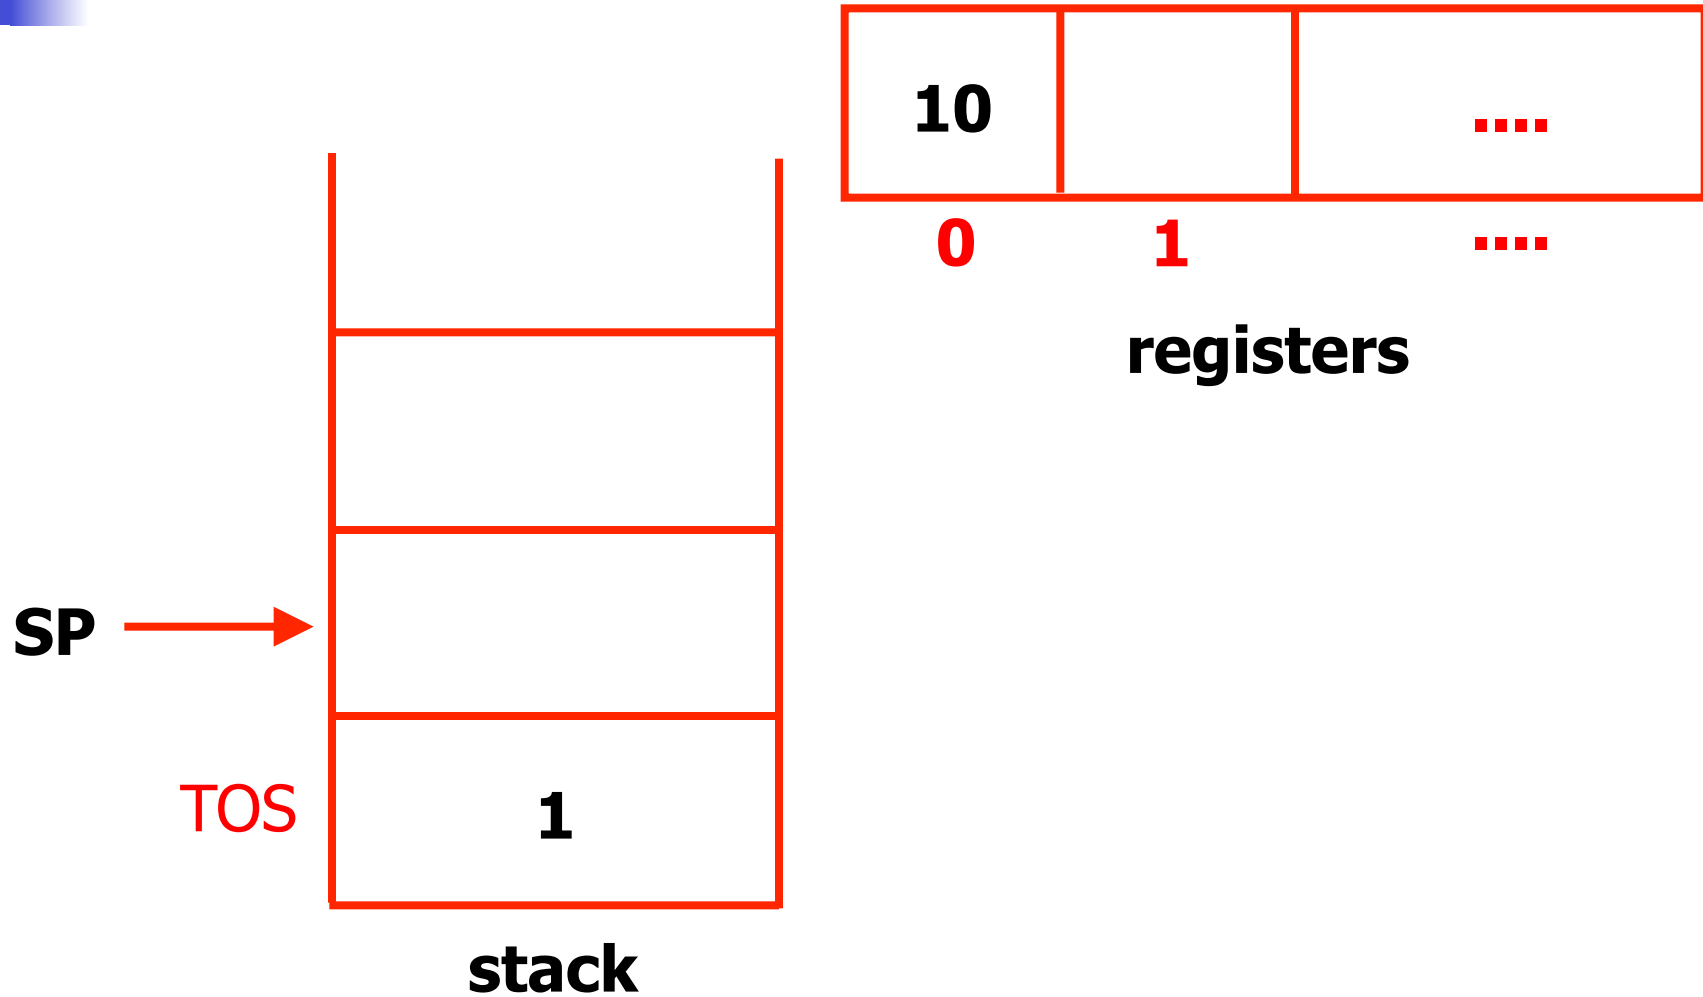 10 ....
0 1 ....
registers
SP
TOS 1
stack